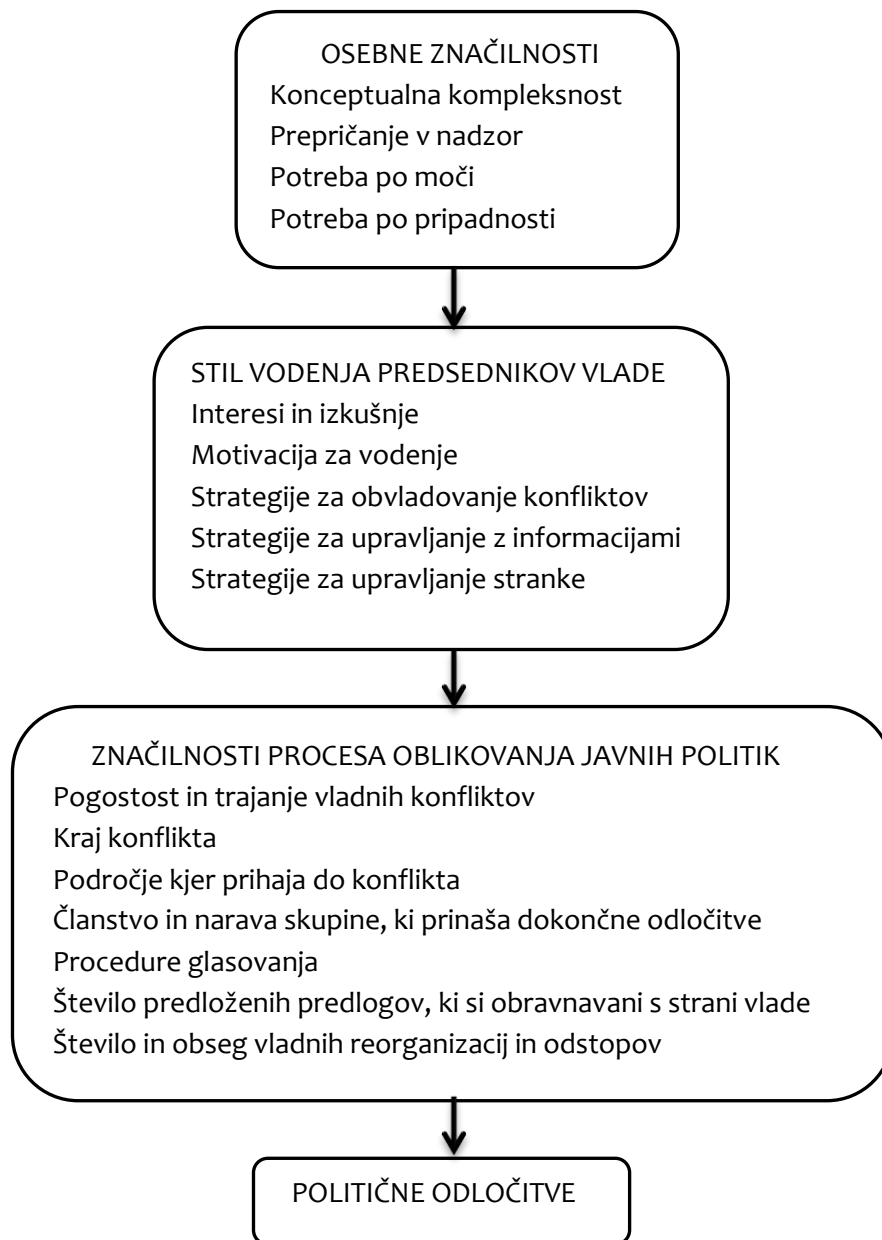 OSEBNE ZNAČILNOSTI
Konceptualna kompleksnost
Prepričanje v nadzor
Potreba po moči
Potreba po pripadnosti
STIL VODENJA PREDSEDNIKOV VLADE
Interesi in izkušnje
Motivacija za vodenje
Strategije za obvladovanje konfliktov
Strategije za upravljanje z informacijami
Strategije za upravljanje stranke
ZNAČILNOSTI PROCESA OBLIKOVANJA JAVNIH POLITIK
Pogostost in trajanje vladnih konfliktov
Kraj konflikta
Področje kjer prihaja do konflikta
Članstvo in narava skupine, ki prinaša dokončne odločitve
Procedure glasovanja
Število predloženih predlogov, ki si obravnavani s strani vlade
Število in obseg vladnih reorganizacij in odstopov
POLITIČNE ODLOČITVE